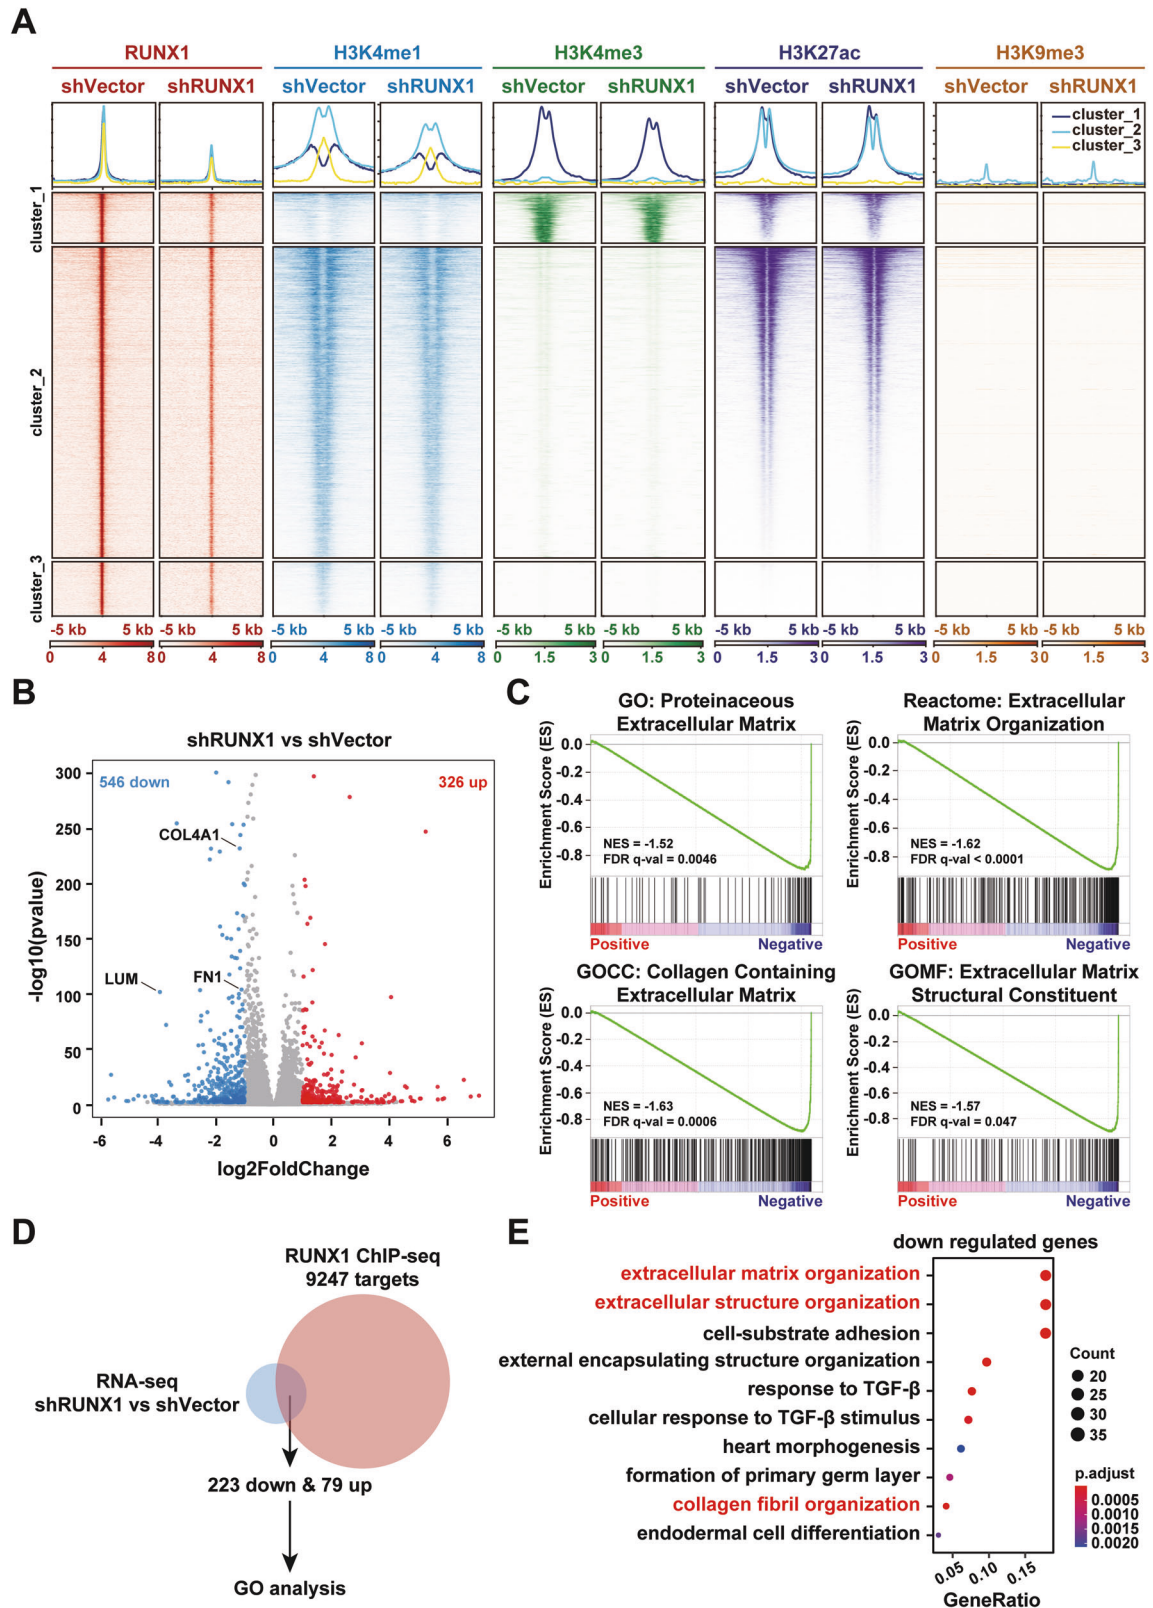 A
RUNX1 H3K4me1 H3K4me3 H3K27ac H3K9me3
shVector shRUNX1 shVector shRUNX1 shVector shRUNX1 shVector shRUNX1 shVector shRUNX1
cluster_1
cluster_2
cluster_3
cluster_1
cluster_2
cluster_3
-5 kb 5 kb -5 kb 5 kb -5 kb 5 kb -5 kb 5 kb -5 kb 5 kb -5 kb 5 kb -5 kb 5 kb -5 kb 5 kb -5 kb 5 kb -5 kb 5 kb
0 4 8 0 4 8 0 4 8 0 4 8 0 1.5 3 0 1.5 3 0 1.5 3 0 1.5 3 0 1.5 3 0 1.5 3
B
shRUNX1 vs shVector
546 down
326 up
COL4A1
LUM
FN1
-log10(pvalue)
300
250
200
150
100
50
0
-6 -4 -2 0 2 4 6
log2FoldChange
C
GO: Proteinaceous
Extracellular Matrix
Enrichment Score (ES)
0.0
-0.2
-0.4
-0.6
-0.8
NES = -1.52
FDR q-val = 0.0046
Positive Negative
Reactome: Extracellular
Matrix Organization
Enrichment Score (ES)
0.0
-0.2
-0.4
-0.6
-0.8
NES = -1.62
FDR q-val < 0.0001
Positive Negative
GOCC: Collagen Containing
Extracellular Matrix
Enrichment Score (ES)
0.0
-0.2
-0.4
-0.6
-0.8
NES = -1.63
FDR q-val = 0.0006
Positive Negative
GOMF: Extracellular Matrix
Structural Constituent
Enrichment Score (ES)
0.0
-0.2
-0.4
-0.6
-0.8
NES = -1.57
FDR q-val = 0.047
Positive Negative
D
RUNX1 ChIP-seq
9247 targets
RNA-seq
shRUNX1 vs shVector
223 down & 79 up
GO analysis
E
down regulated genes
extracellular matrix organization
extracellular structure organization
cell-substrate adhesion
external encapsulating structure organization
response to TGF-β
cellular response to TGF-β stimulus
heart morphogenesis
formation of primary germ layer
collagen fibril organization
endodermal cell differentiation
0.05 0.10 0.15
GeneRatio
Count
20
25
30
35
p.adjust
0.0005
0.0010
0.0015
0.0020